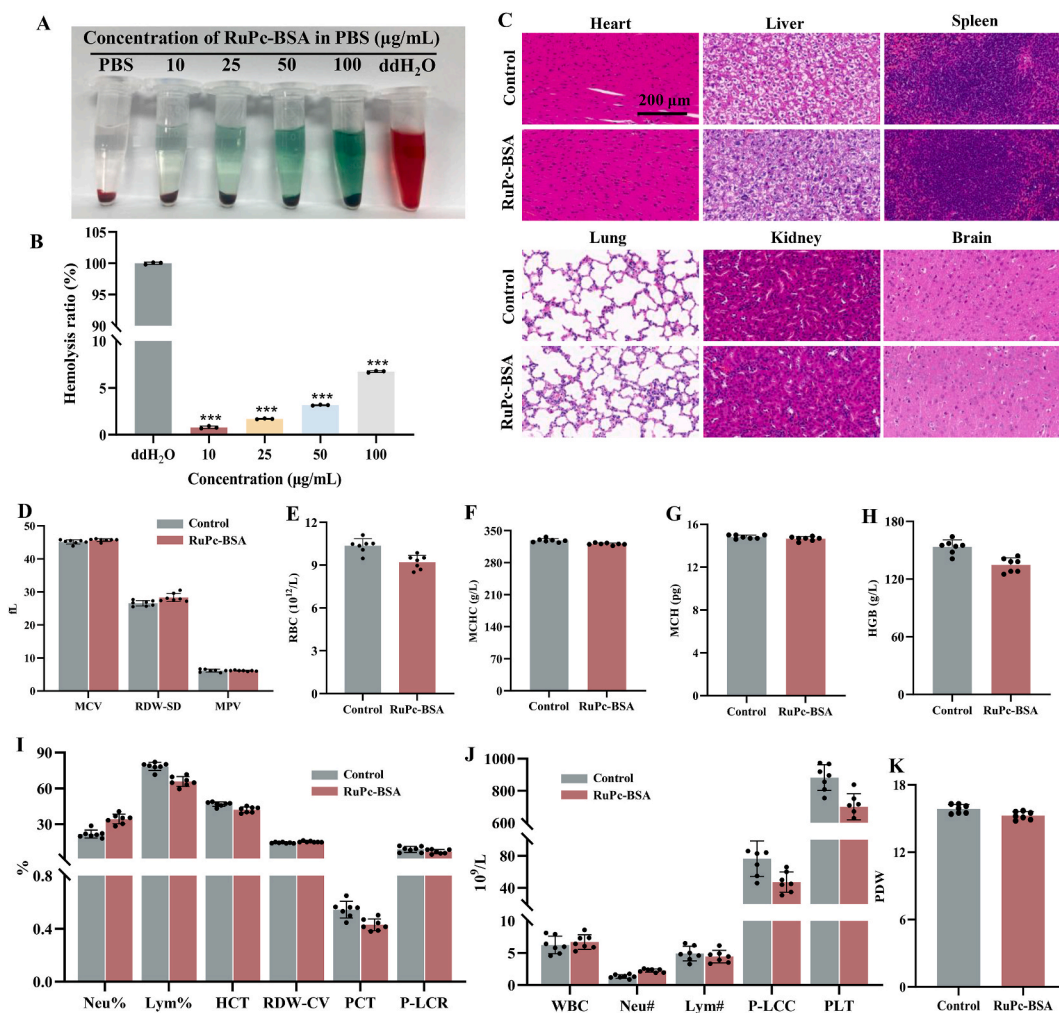 A
Concentration of RuPc-BSA in PBS (μg/mL)
PBS 10 25 50 100 ddH2O
B
Hemolysis ratio (%)
105
100
95
90
10
5
0
***
***
***
***
ddH2O 10 25 50 100
Concentration (μg/mL)
C
Heart Liver Spleen
Control
200 μm
RuPc-BSA
Lung Kidney Brain
Control
RuPc-BSA
D
Control
RuPc-BSA
fL
50
40
30
20
10
0
MCV RDW-SD MPV
E
RBC (10^12/L)
12
9
6
3
0
Control RuPc-BSA
F
MCHC (g/L)
350
280
210
140
70
0
Control RuPc-BSA
G
MCH (pg)
16
12
8
4
0
Control RuPc-BSA
H
HGB (g/L)
180
150
120
0
Control RuPc-BSA
I
Control
RuPc-BSA
%
90
60
30
0.8
0.4
0.0
Neu% Lym% HCT RDW-CV PCT P-LCR
J
Control
RuPc-BSA
10^9/L
1000
800
600
80
40
10
5
0
WBC Neu# Lym# P-LCC PLT
K
PDW
18
15
12
0
Control RuPc-BSA